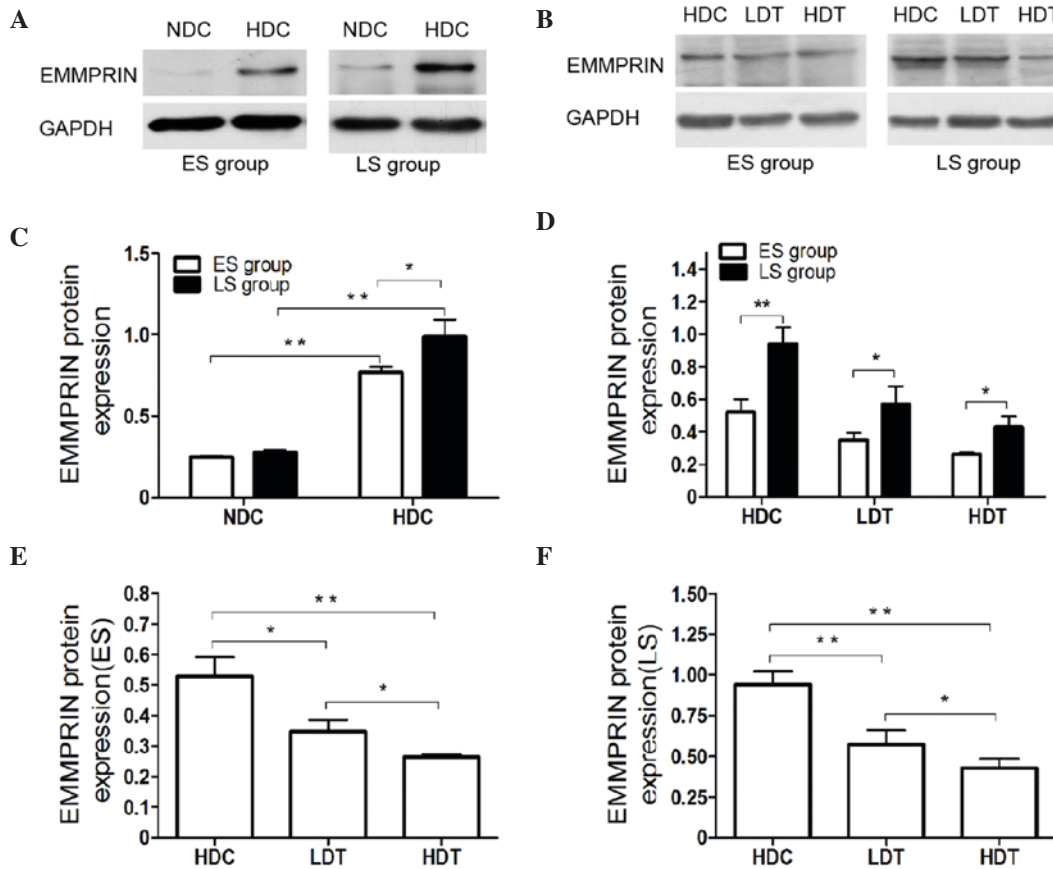 A
NDC HDC NDC HDC
EMMPRIN
GAPDH
ES group LS group
B
HDC LDT HDT HDC LDT HDT
EMMPRIN
GAPDH
ES group LS group
C
EMMPRIN protein
expression
1.5
1.0
0.5
0
ES group
LS group
*
* *
* *
NDC HDC
D
EMMPRIN protein
expression
1.4
1.2
1.0
0.8
0.6
0.4
0.2
0
ES group
LS group
**
*
*
HDC LDT HDT
E
EMMPRIN protein
expression(ES)
0.8
0.7
0.6
0.5
0.4
0.3
0.2
0.1
0
* *
*
*
HDC LDT HDT
F
EMMPRIN protein
expression(LS)
1.50
1.25
1.00
0.75
0.50
0.25
0
* *
* *
*
HDC LDT HDT